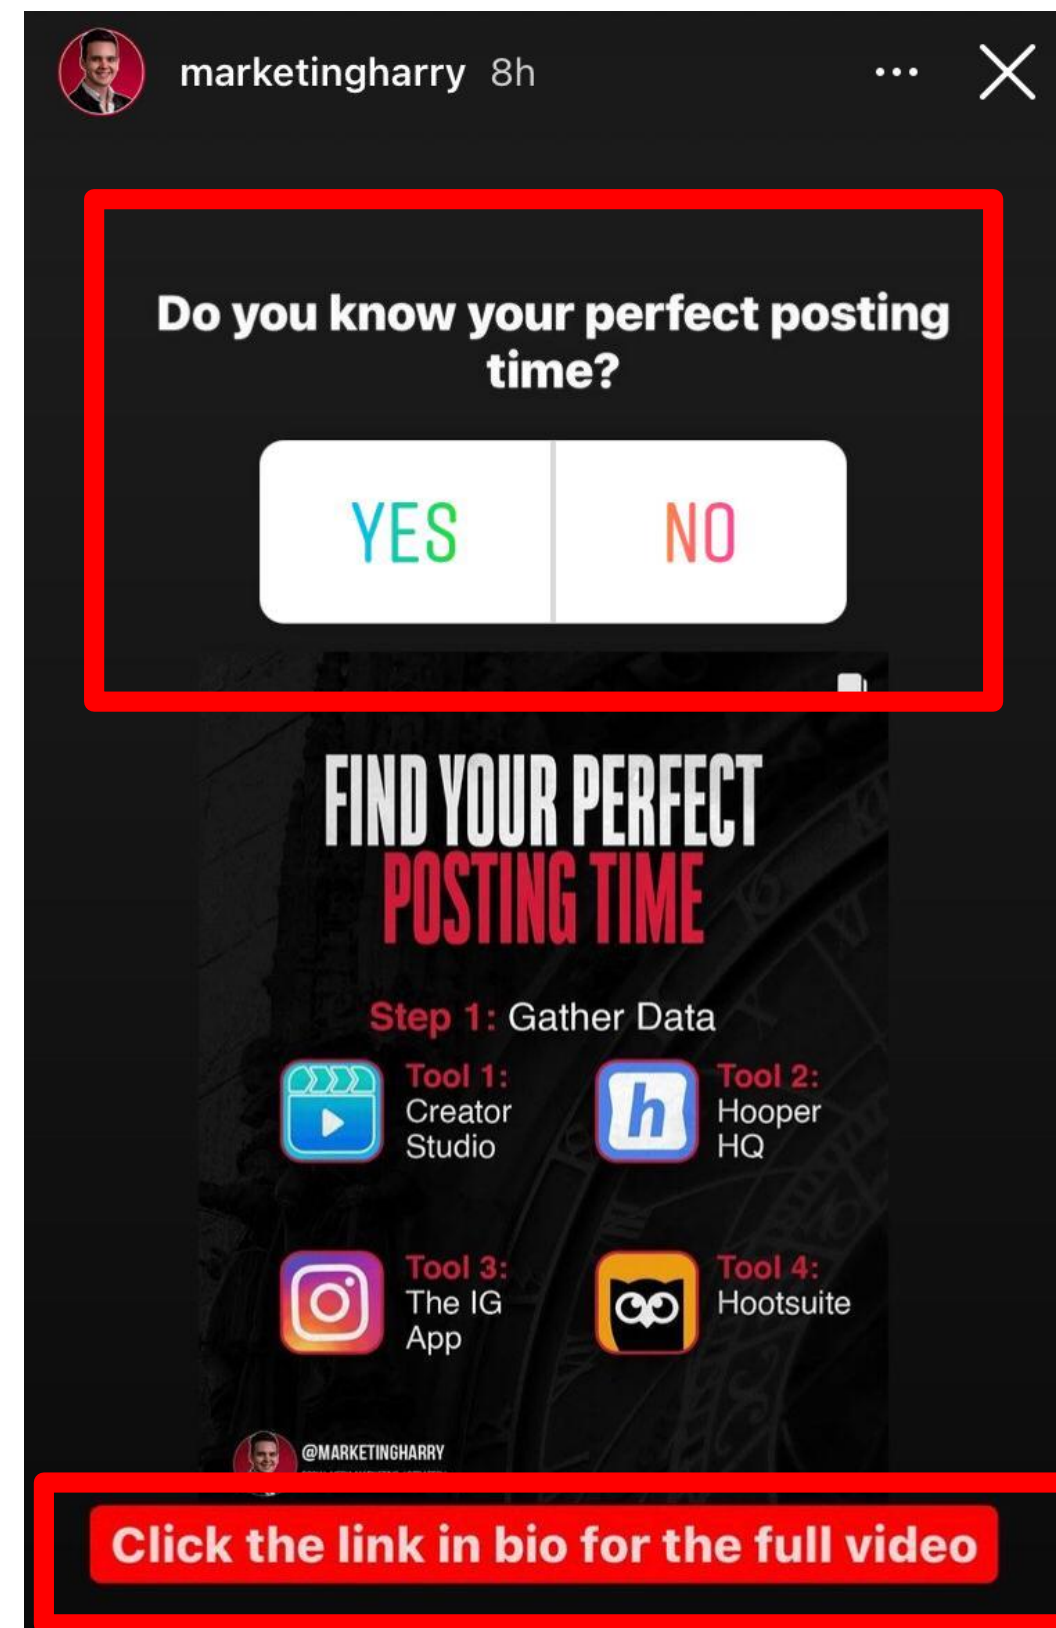 marketingharry 8h
Do you know your perfect posting
time?
YES NO
FIND YOUR PERFECT
POSTING TIME
Step 1: Gather Data
Tool 1:
Creator
Studio
Tool 2:
Hooper
HQ
Tool 3:
The IG
App
Tool 4:
Hootsuite
@MARKETINGHARRY
Click the link in bio for the full video